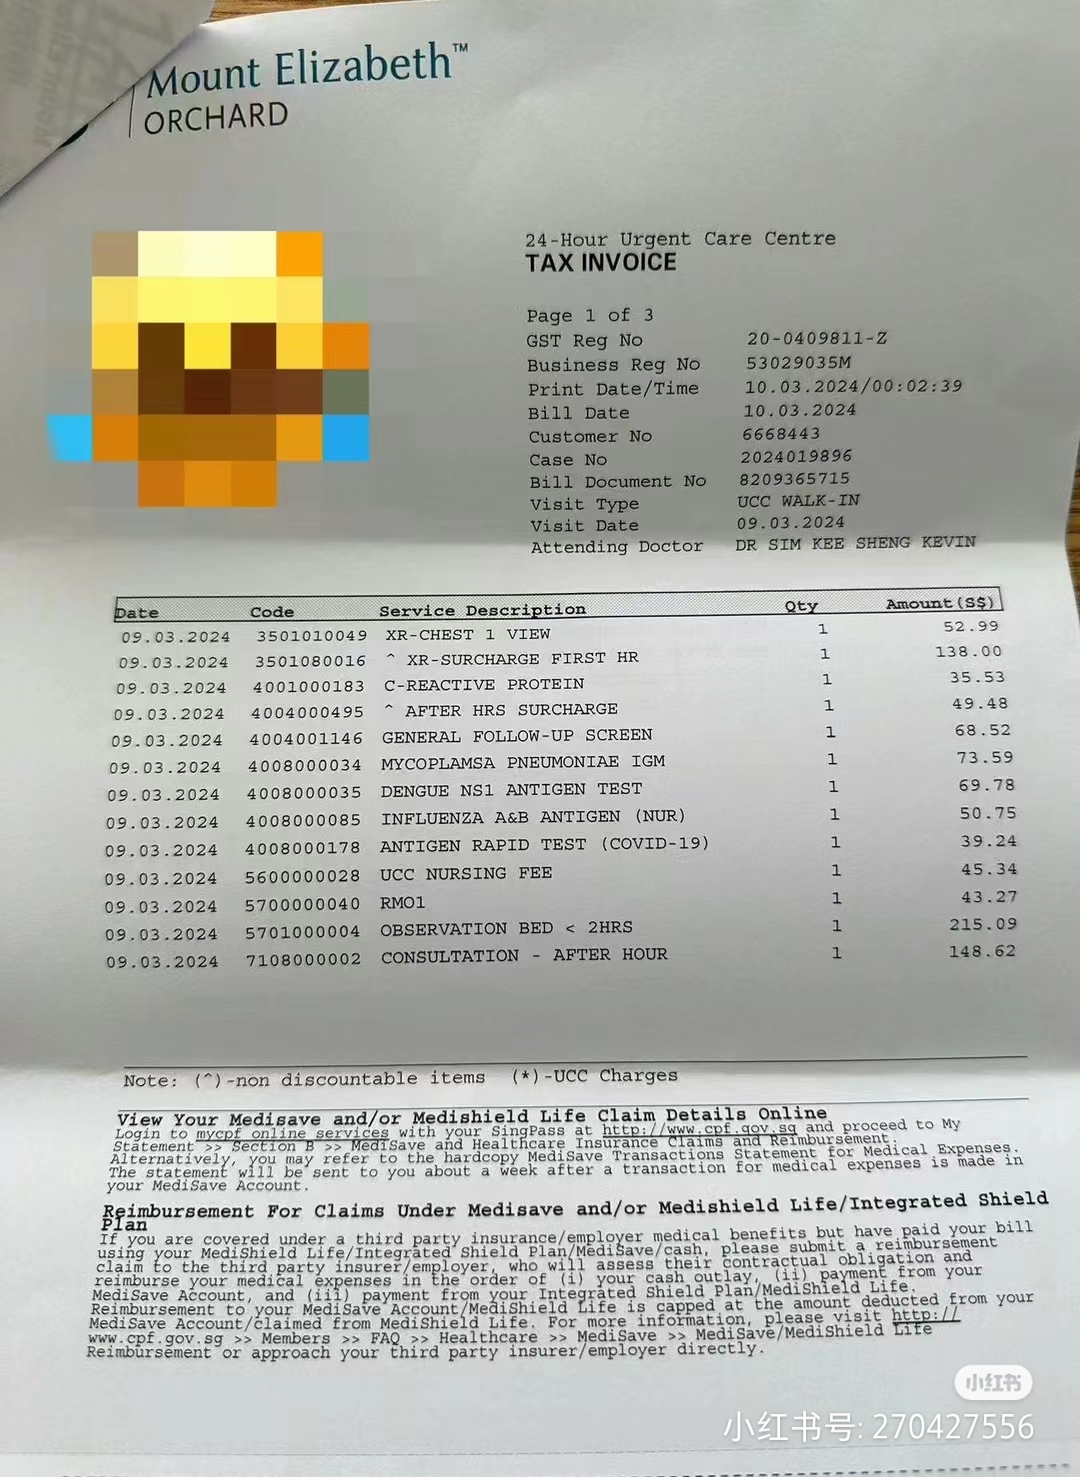 Mount Elizabeth™
ORCHARD
24-Hour Urgent Care Centre
TAX INVOICE
Page 1 of 3
GST Reg No 20-0409811-Z
Business Reg No 53029035M
Print Date/Time 10.03.2024/00:02:39
Bill Date 10.03.2024
Customer No 6668443
Case No 2024019896
Bill Document No 8209365715
Visit Type UCC WALK-IN
Visit Date 09.03.2024
Attending Doctor DR SIM KEE SHENG KEVIN
Date Code Service Description Qty Amount(S$)
09.03.2024 3501010049 XR-CHEST 1 VIEW 1 52.99
09.03.2024 3501080016 ^ XR-SURCHARGE FIRST HR 1 138.00
09.03.2024 4001000183 C-REACTIVE PROTEIN 1 35.53
09.03.2024 4004000495 ^ AFTER HRS SURCHARGE 1 49.48
09.03.2024 4004001146 GENERAL FOLLOW-UP SCREEN 1 68.52
09.03.2024 4008000034 MYCOPLAMSA PNEUMONIAE IGM 1 73.59
09.03.2024 4008000035 DENGUE NS1 ANTIGEN TEST 1 69.78
09.03.2024 4008000085 INFLUENZA A&B ANTIGEN (NUR) 1 50.75
09.03.2024 4008000178 ANTIGEN RAPID TEST (COVID-19) 1 39.24
09.03.2024 5600000028 UCC NURSING FEE 1 45.34
09.03.2024 5700000040 RMO1 1 43.27
09.03.2024 5701000004 OBSERVATION BED < 2HRS 1 215.09
09.03.2024 7108000002 CONSULTATION - AFTER HOUR 1 148.62
Note: (^)-non discountable items (*)-UCC Charges
View Your Medisave and/or Medishield Life Claim Details Online
Login to mycpf online services with your SingPass at http://www.cpf.gov.sg and proceed to My
Statement >> Section B >> MediSave and Healthcare Insurance Claims and Reimbursement.
Alternatively, you may refer to the hardcopy MediSave Transactions Statement for Medical Expenses.
The statement will be sent to you about a week after a transaction for medical expenses is made in
your MediSave Account.
Reimbursement For Claims Under Medisave and/or Medishield Life/Integrated Shield
Plan
If you are covered under a third party insurance/employer medical benefits but have paid your bill
using your MediShield Life/Integrated Shield Plan/MediSave/cash, please submit a reimbursement
claim to the third party insurer/employer, who will assess their contractual obligation and
reimburse your medical expenses in the order of (i) your cash outlay, (ii) payment from your
MediSave Account, and (iii) payment from your Integrated Shield Plan/MediShield Life.
Reimbursement to your MediSave Account/MediShield Life is capped at the amount deducted from your
MediSave Account/claimed from MediShield Life. For more information, please visit http://
www.cpf.gov.sg >> Members >> FAQ >> Healthcare >> MediSave >> MediSave/MediShield Life
Reimbursement or approach your third party insurer/employer directly.
小红书
小红书号: 270427556